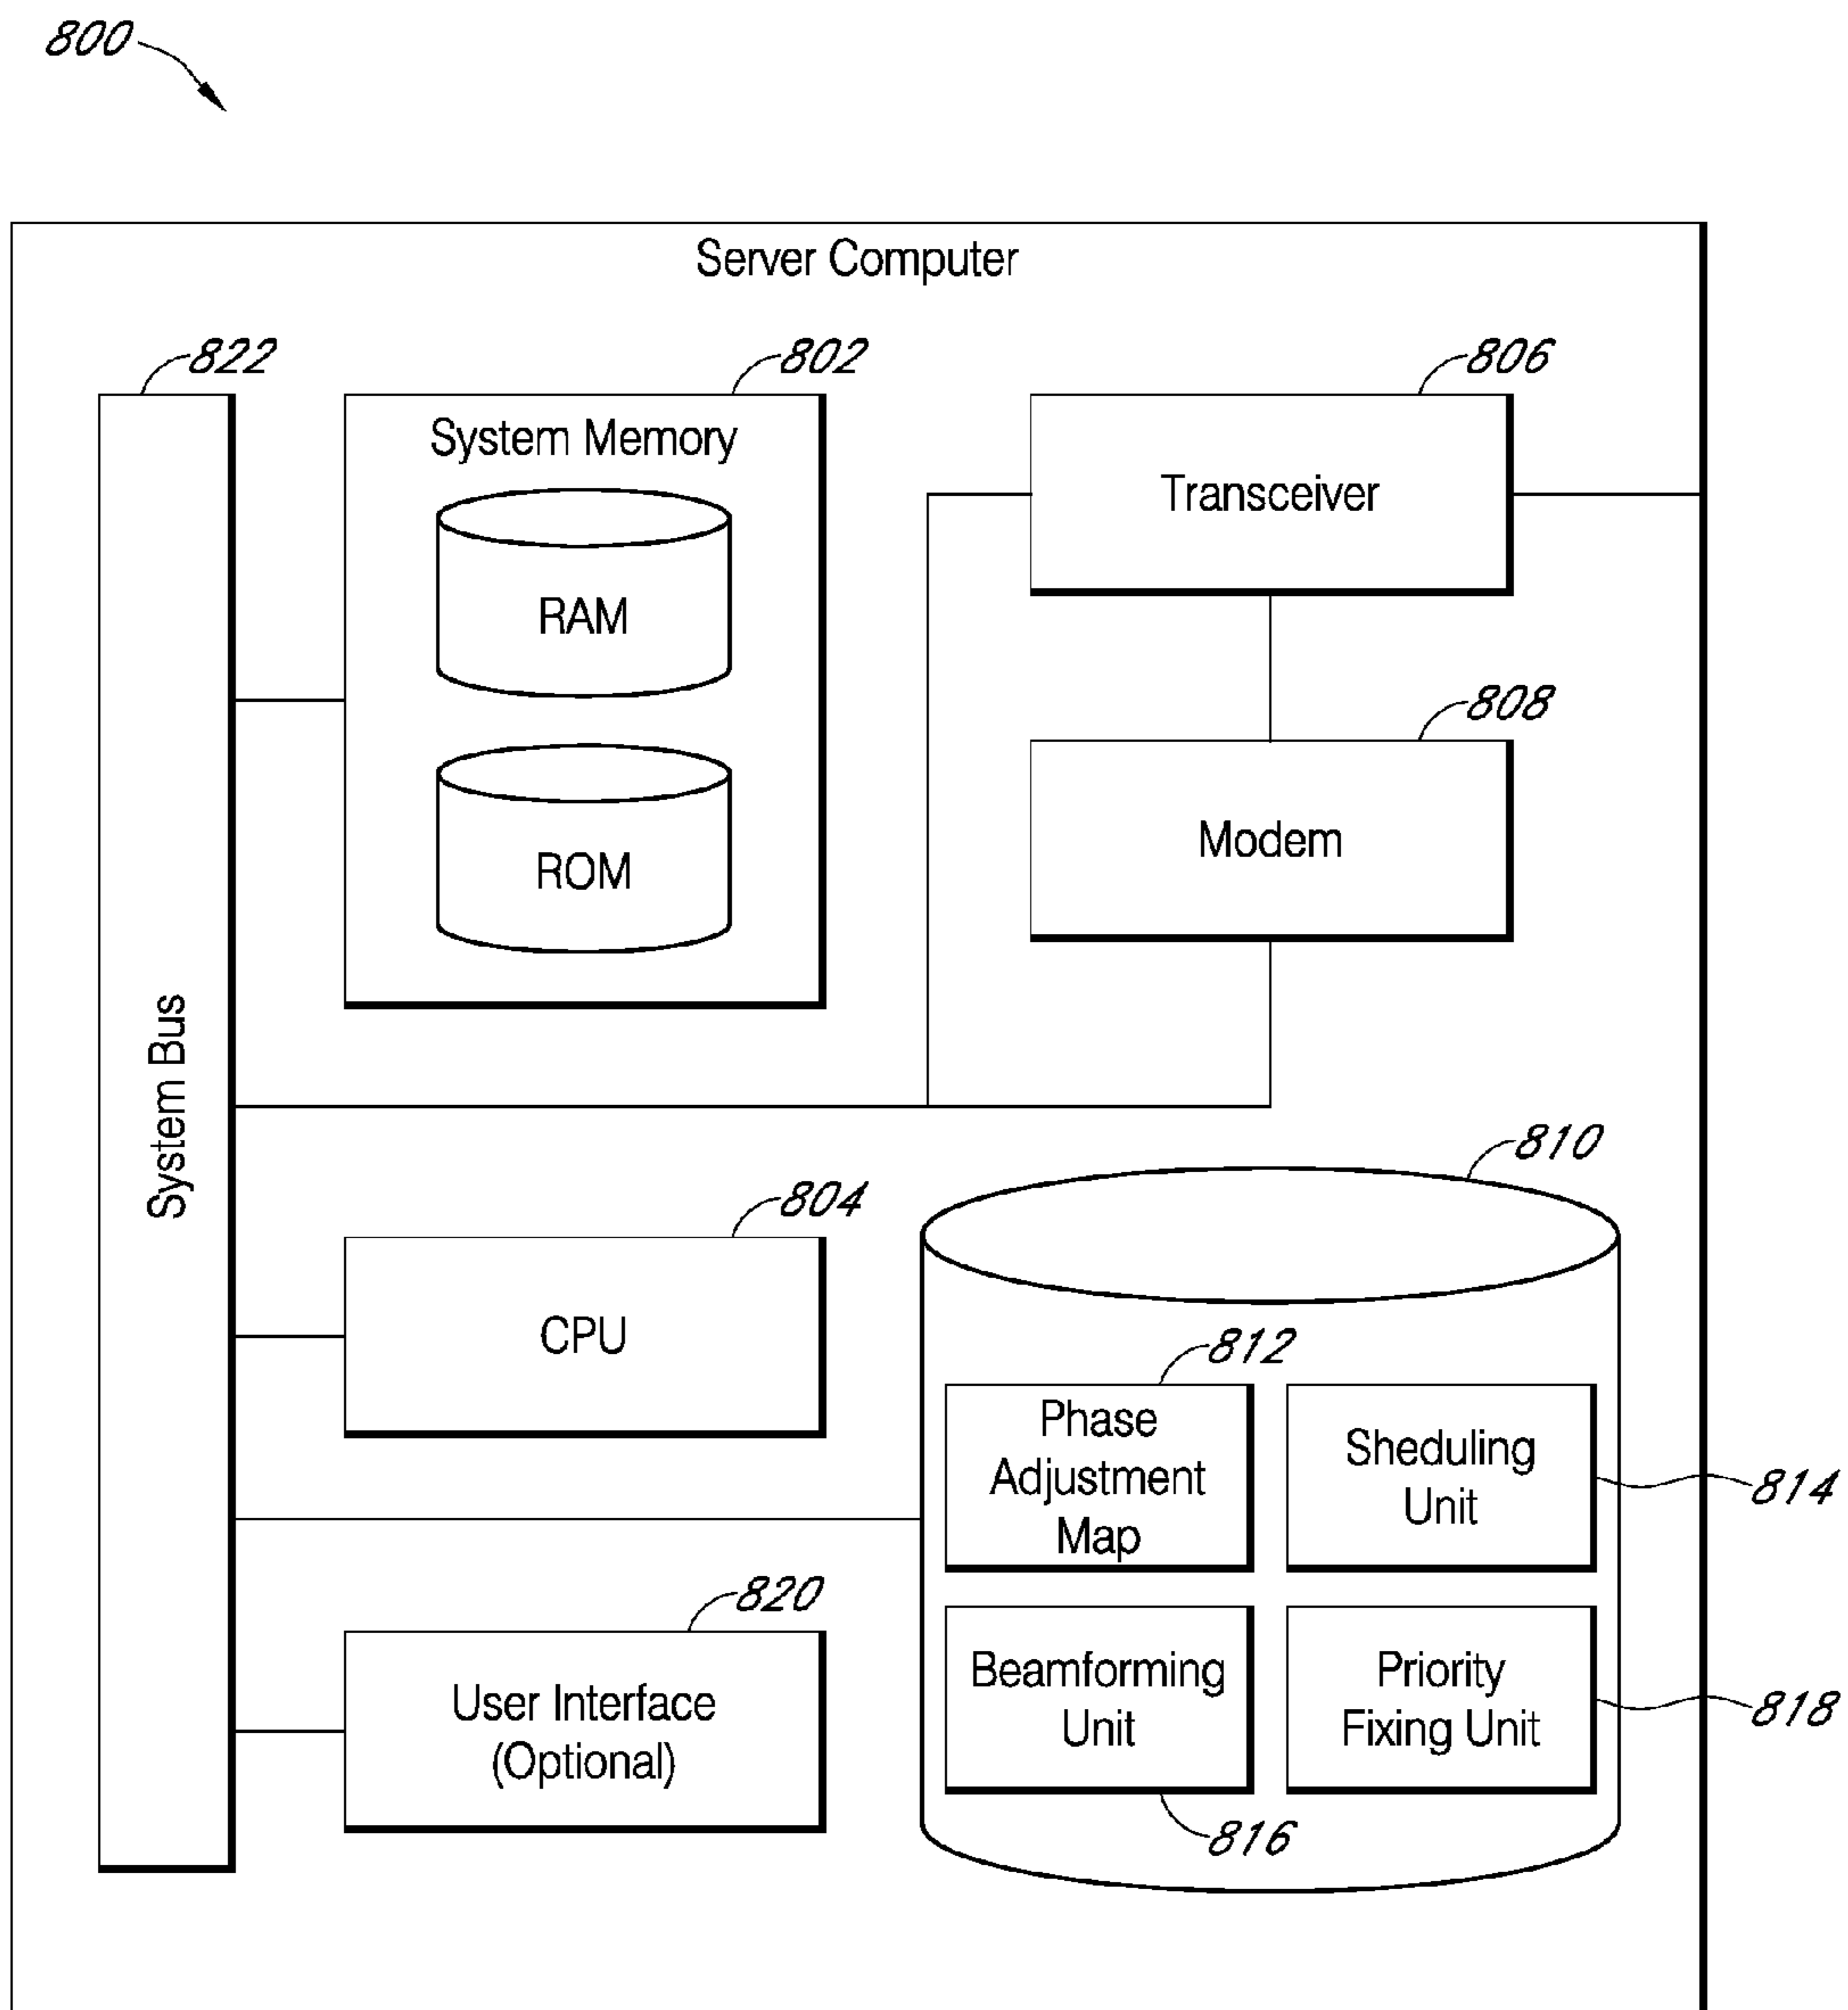 800
Server Computer
822
802
806
System Memory
Transceiver
RAM
808
Modem
ROM
System Bus
810
804
CPU
812
Phase
Adjustment
Map
Sheduling
Unit
814
820
User Interface
(Optional)
Beamforming
Unit
Priority
Fixing Unit
818
816